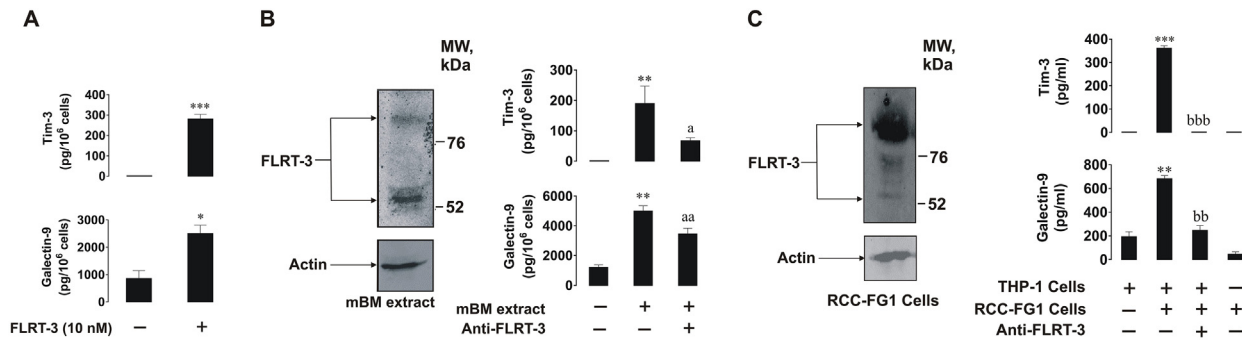 A
Tim-3
(pg/10⁶ cells)
400
300
200
100
0
***
Galectin-9
(pg/10⁶ cells)
3000
2000
1000
0
*
FLRT-3 (10 nM) − +
B
MW,
kDa
FLRT-3
76
52
Actin
mBM extract
Tim-3
(pg/10⁶ cells)
300
200
100
0
**
a
Galectin-9
(pg/10⁶ cells)
6000
4000
2000
0
**
aa
mBM extract − + +
Anti-FLRT-3 +
C
MW,
kDa
FLRT-3
76
52
Actin
RCC-FG1 Cells
Tim-3
(pg/ml)
400
300
200
100
0
***
bbb
Galectin-9
(pg/ml)
800
600
400
200
0
**
bb
THP-1 Cells + + + −
RCC-FG1 Cells − + + +
Anti-FLRT-3 − − + −